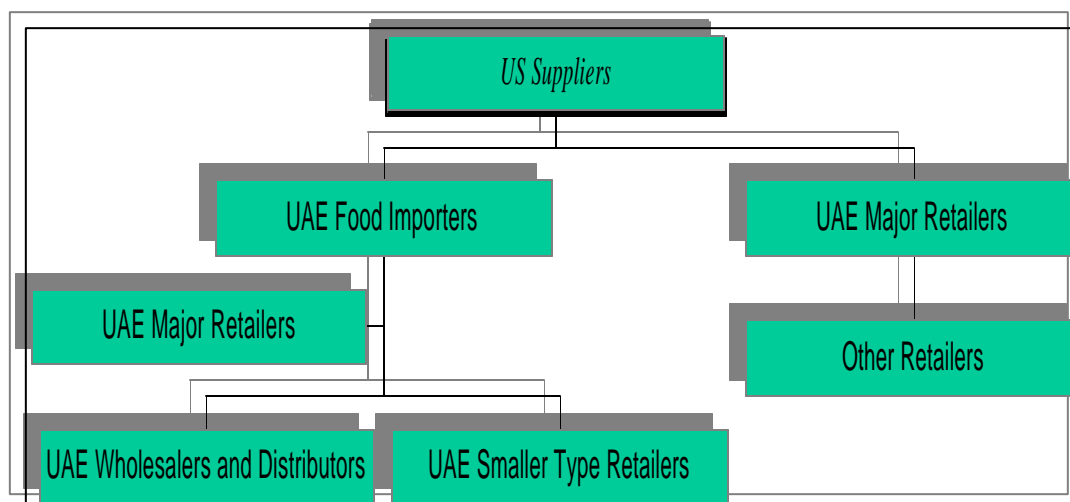 US Suppliers
UAE Food Importers
UAE Major Retailers
UAE Major Retailers
Other Retailers
UAE Wholesalers and Distributors
UAE Smaller Type Retailers